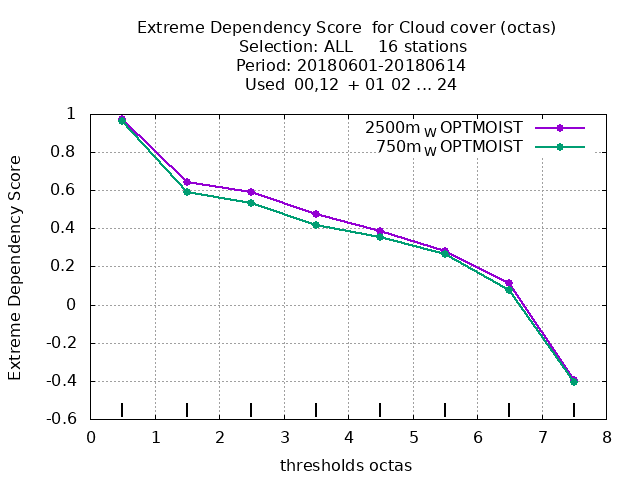 Extreme Dependency Score  for Cloud cover (octas)
Selection: ALL     16 stations
Period: 20180601-20180614
Used  00,12  + 01 02 ... 24
2500m W OPTMOIST
750m W OPTMOIST
Extreme Dependency Score
1
0.8
0.6
0.4
0.2
0
-0.2
-0.4
-0.6
0 1 2 3 4 5 6 7 8
thresholds octas